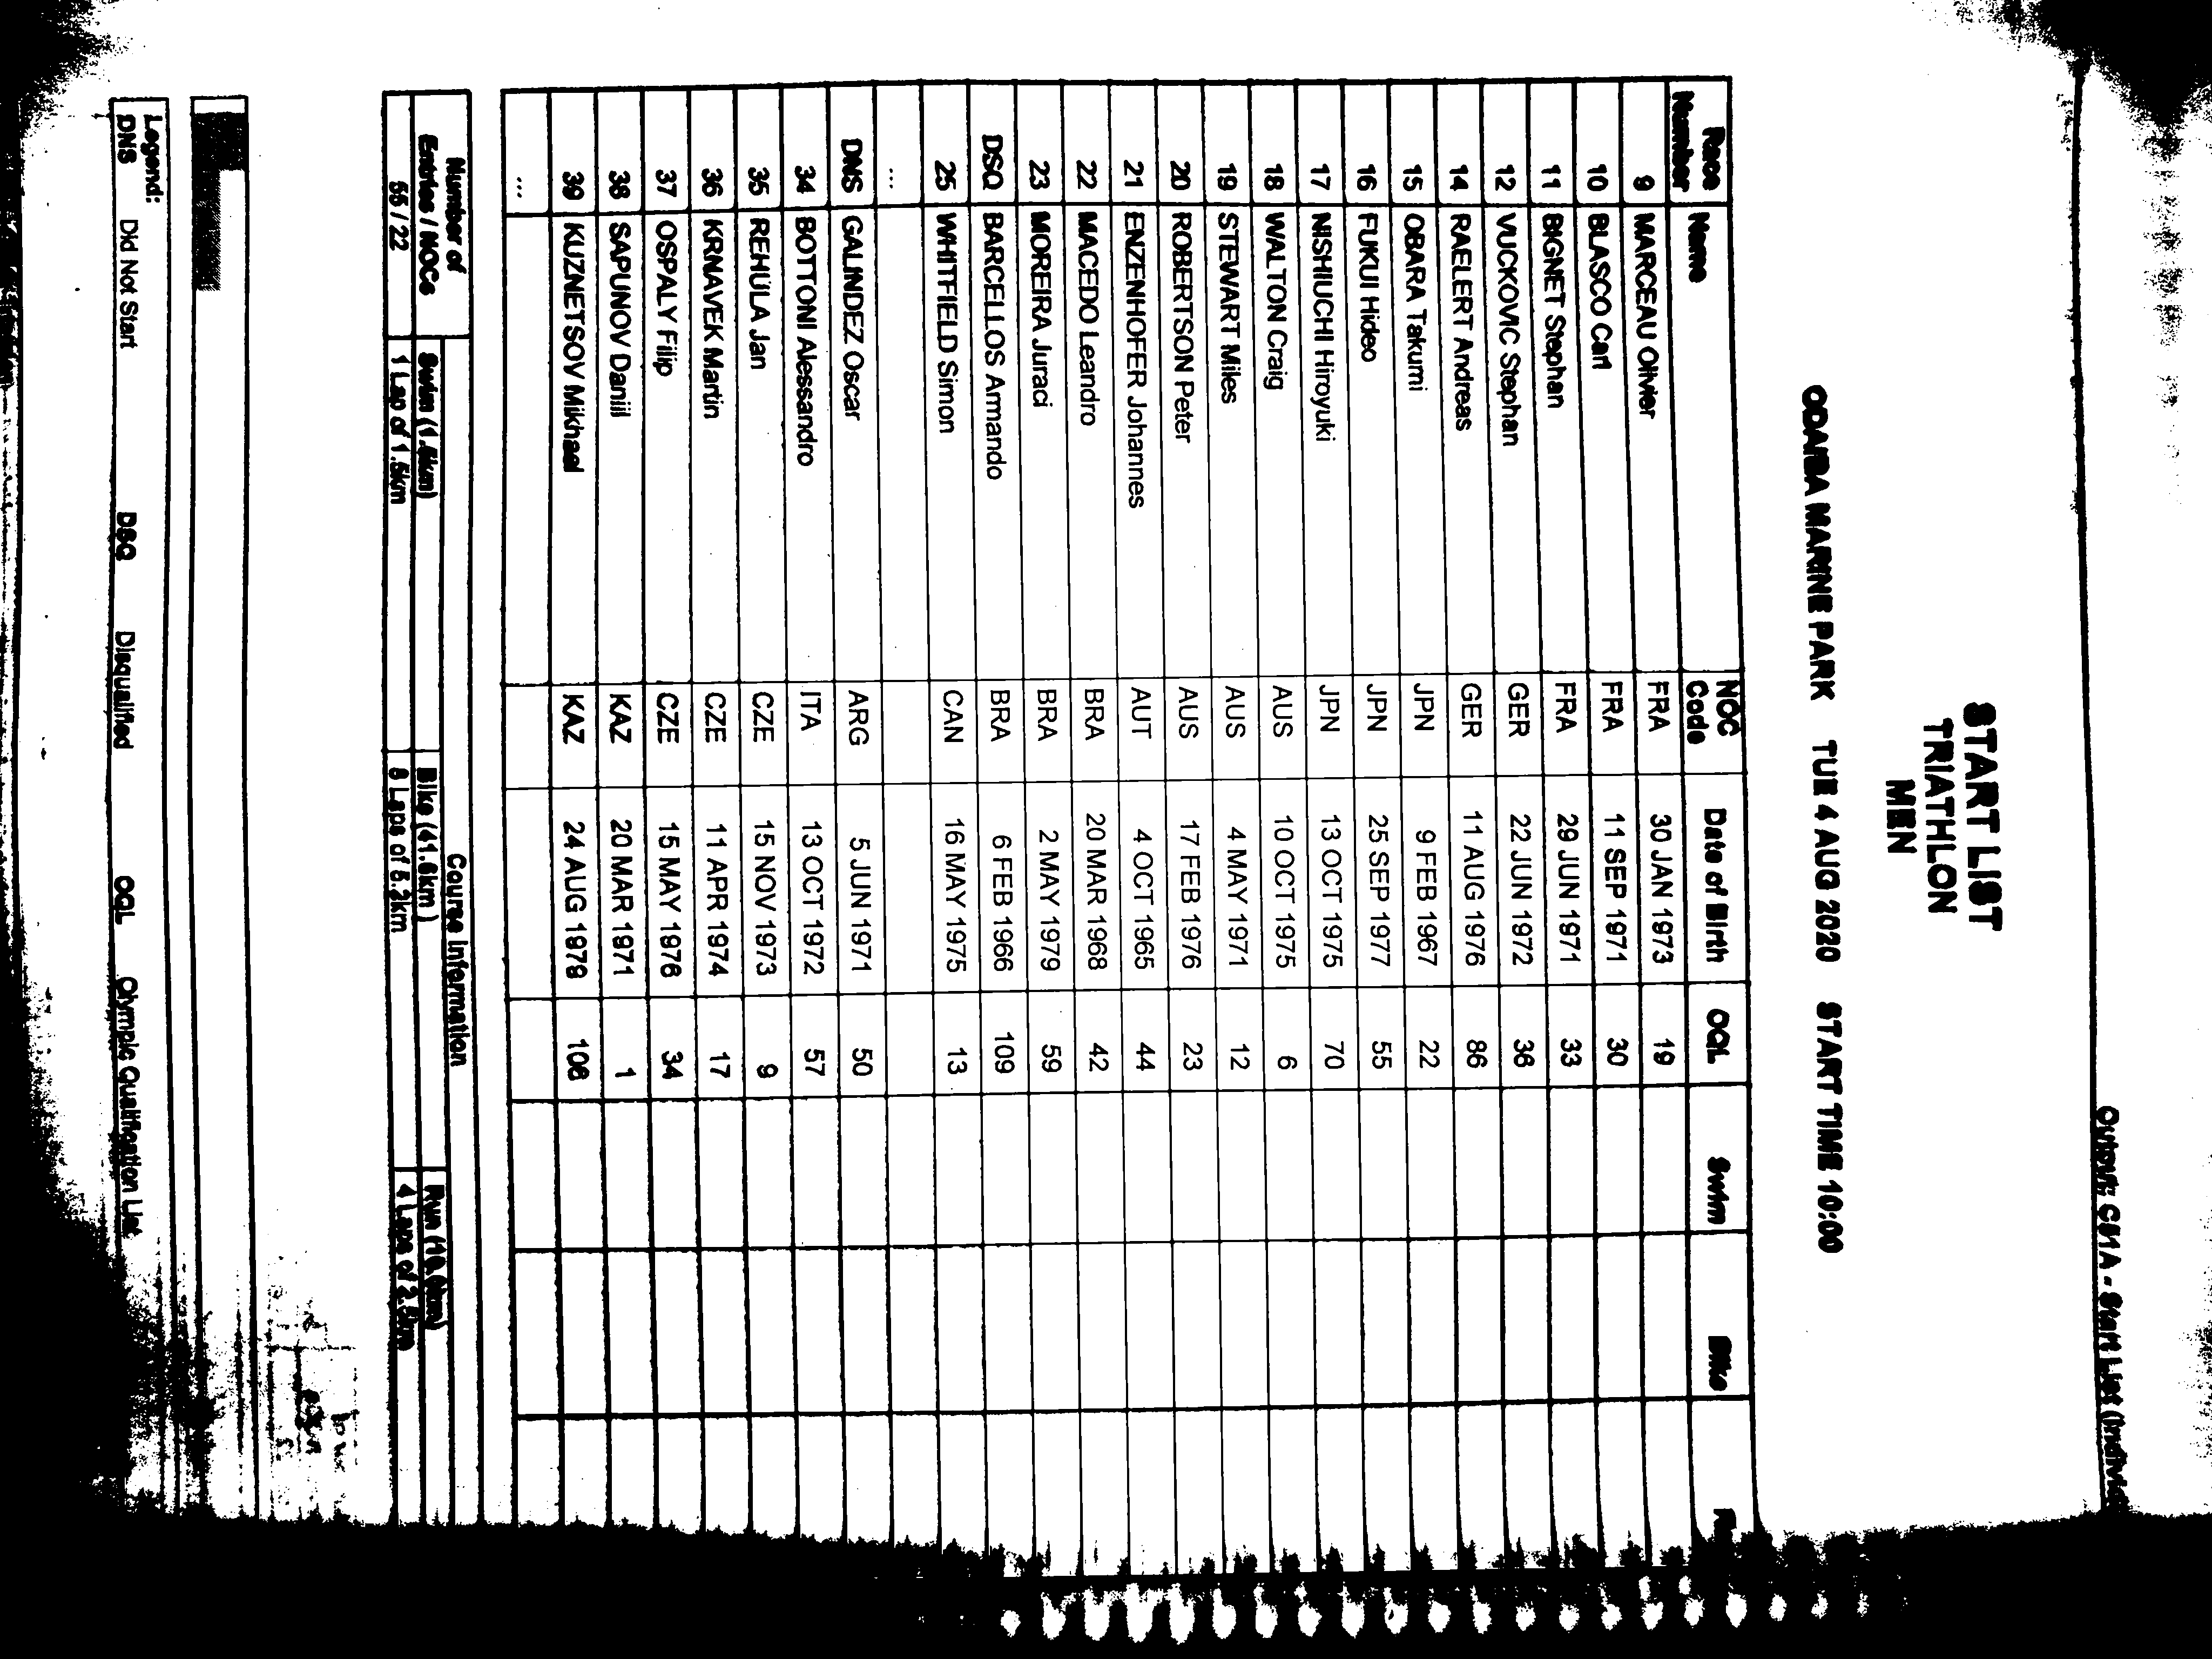 Output: C51A - Start List (Individ
START LIST
TRIATHLON
MEN
ODAIBA MARINE PARK TUE 4 AUG 2020 START TIME 10:00
Race Number Name NOC Code Date of Birth OQL Swim Bike
9 MARCEAU Olivier FRA 30 JAN 1973 19
10 BLASCO Carl FRA 11 SEP 1971 30
11 BIGNET Stephan FRA 29 JUN 1971 33
12 VUCKOVIC Stephan GER 22 JUN 1972 36
14 RAELERT Andreas GER 11 AUG 1976 86
15 OBARA Takumi JPN 9 FEB 1967 22
16 FUKUI Hideo JPN 25 SEP 1977 55
17 NISHIUCHI Hiroyuki JPN 13 OCT 1975 70
18 WALTON Craig AUS 10 OCT 1975 6
19 STEWART Miles AUS 4 MAY 1971 12
20 ROBERTSON Peter AUS 17 FEB 1976 23
21 ENZENHOFER Johannes AUT 4 OCT 1965 44
22 MACEDO Leandro BRA 20 MAR 1968 42
23 MOREIRA Juraci BRA 2 MAY 1979 59
DSQ BARCELLOS Armando BRA 6 FEB 1966 109
25 WHITFIELD Simon CAN 16 MAY 1975 13
...
DNS GALINDEZ Oscar ARG 5 JUN 1971 50
34 BOTTONI Alessandro ITA 13 OCT 1972 57
35 REHULA Jan CZE 15 NOV 1973 9
36 KRNAVEK Martin CZE 11 APR 1974 17
37 OSPALY Filip CZE 15 MAY 1976 34
38 SAPUNOV Daniil KAZ 20 MAR 1971 1
39 KUZNETSOV Mikhael KAZ 24 AUG 1979 106
...
Number of Entries / NOCs Course Information
Swim (1.5km) Bike (41.6km ) Run (10.0km)
55 / 22 1 Lap of 1.5km 8 Laps of 5.2km 4 Laps of 2.5km
Legend:
DNS Did Not Start DSQ Disqualified OQL Olympic Qualification List